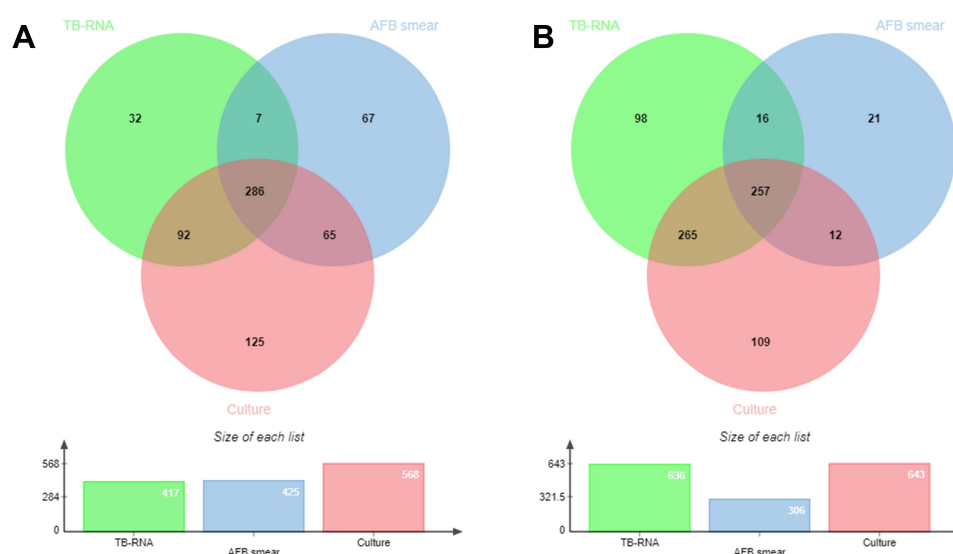 A
TB-RNA
AFB smear
32
7
67
286
92
65
125
Culture
Size of each list
568
284
0
417
425
568
TB-RNA
AFB smear
Culture
B
TB-RNA
AFB smear
98
16
21
257
265
12
109
Culture
Size of each list
643
321.5
0
636
306
643
TB-RNA
AFB smear
Culture